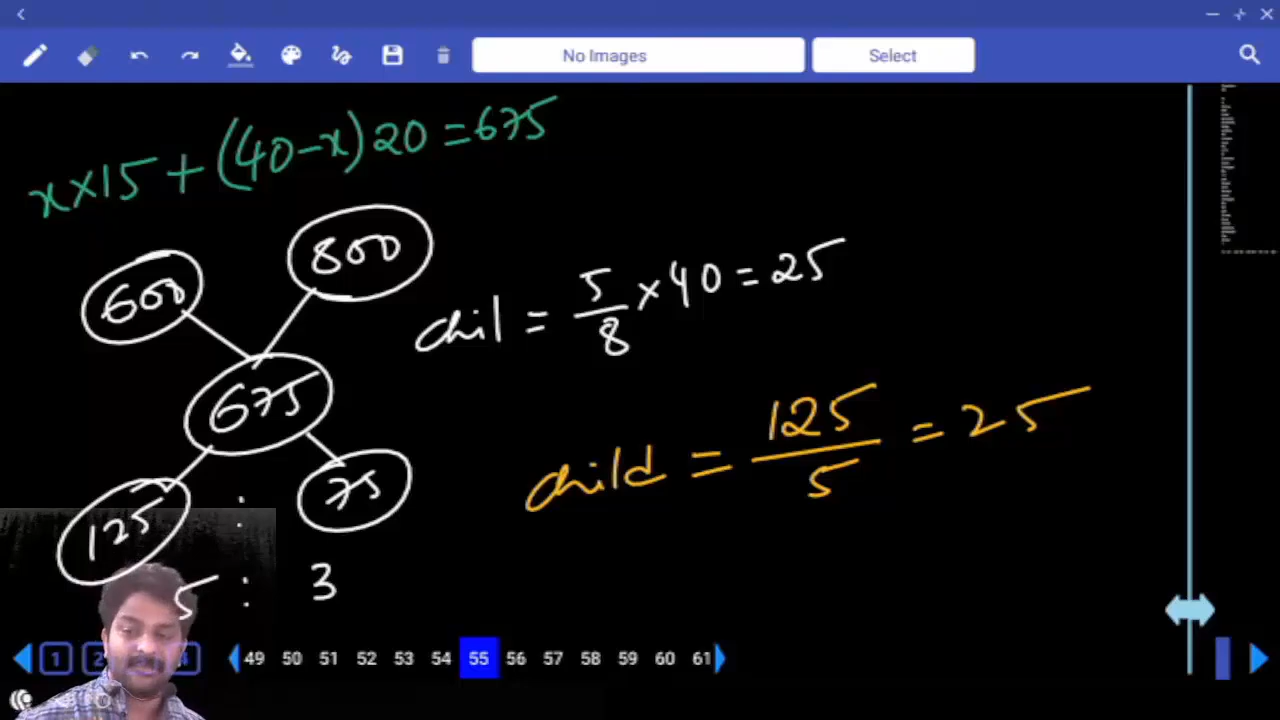 No Images
Select
x×15+(40-x)20=675
600
800
chil = 5/8 ×40=25
675
child = 125/5 = 25
125 : 75
5 : 3
1
49 50 51 52 53 54 55 56 57 58 59 60 61